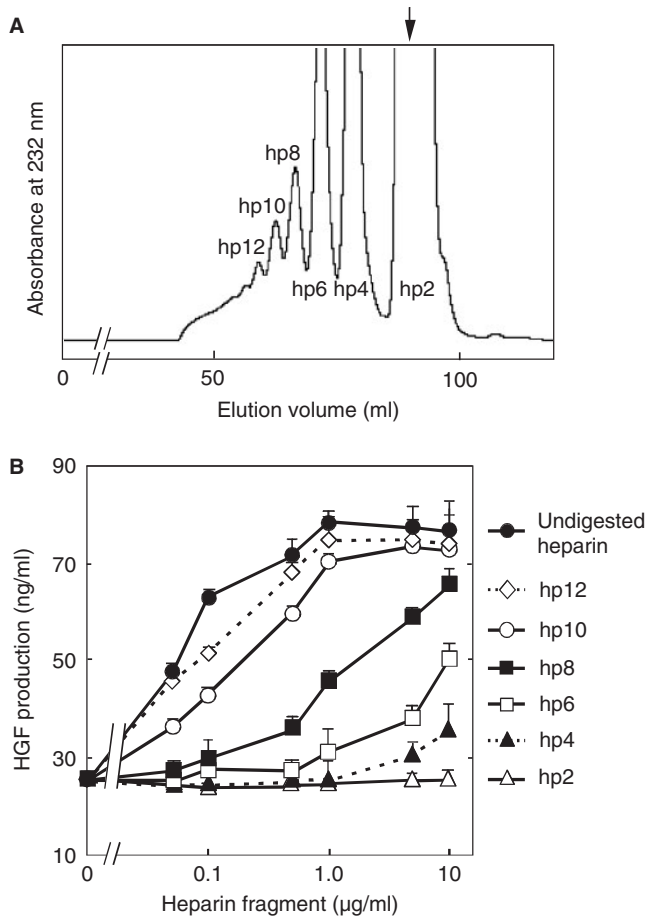 A
Absorbance at 232 nm
hp12
hp10
hp8
hp6
hp4
hp2
0
50
100
Elution volume (ml)
B
HGF production (ng/ml)
90
70
50
30
10
0
0.1
1.0
10
Heparin fragment (µg/ml)
Undigested
heparin
hp12
hp10
hp8
hp6
hp4
hp2